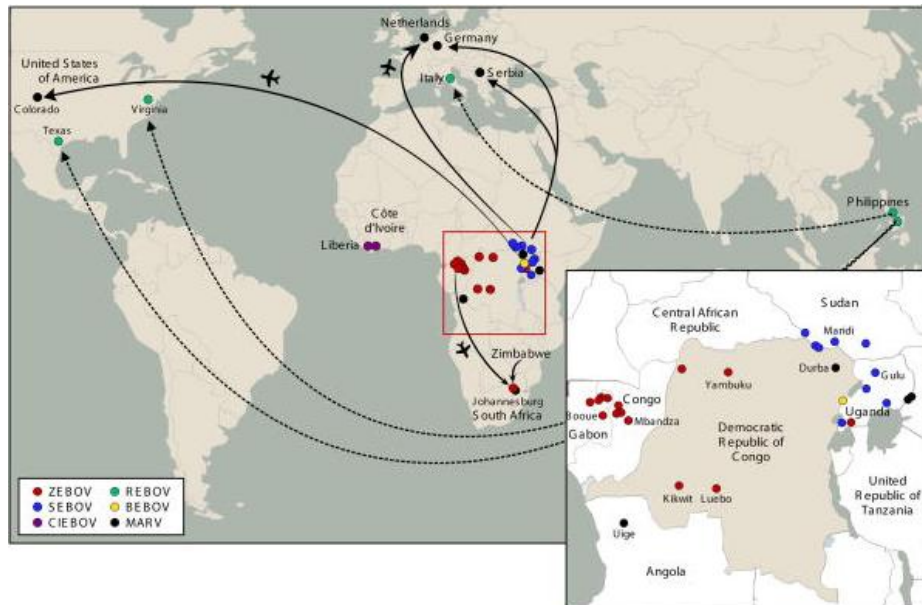 Netherlands
Germany
United States
of America
Italy
Serbia
Colorado
Virginia
Texas
Philippines
Côte
d'Ivoire
Liberia
Zimbabwe
Johannesburg
South Africa
ZEBOV
REBOV
SEBOV
BEBOV
CIEBOV
MARV
Sudan
Central African
Republic
Maridi
Durba
Gulu
Yambuku
Congo
Booue
Mbandza
Uganda
Gabon
Democratic
Republic of
Congo
United
Republic of
Tanzania
Kikwit
Luebo
Uige
Angola